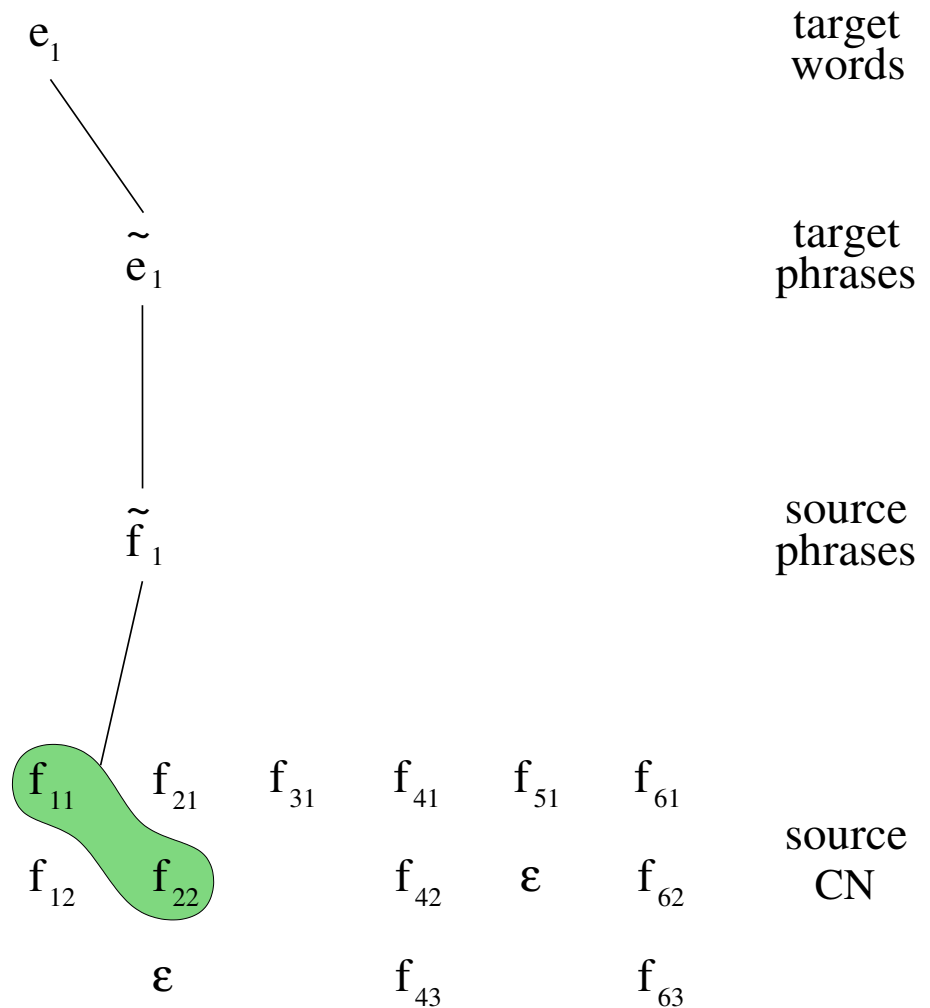 e₁ target
words
ẽ₁ target
phrases
f̃₁ source
phrases
f₁₁ f₂₁ f₃₁ f₄₁ f₅₁ f₆₁
source
f₁₂ f₂₂ f₄₂ ε f₆₂ CN
ε f₄₃ f₆₃